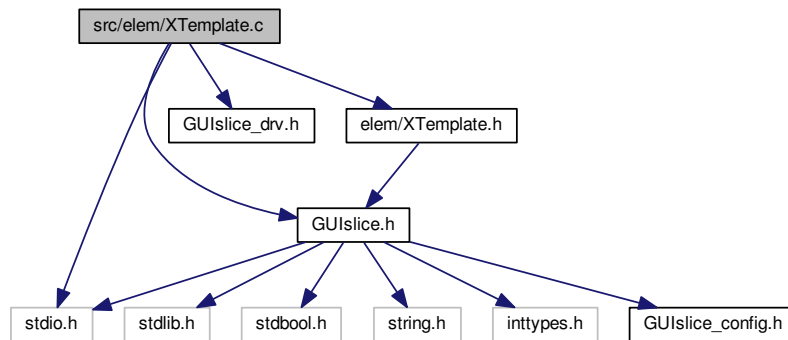 src/elem/XTemplate.c
GUIslice_drv.h
elem/XTemplate.h
GUIslice.h
stdio.h
stdlib.h
stdbool.h
string.h
inttypes.h
GUIslice_config.h